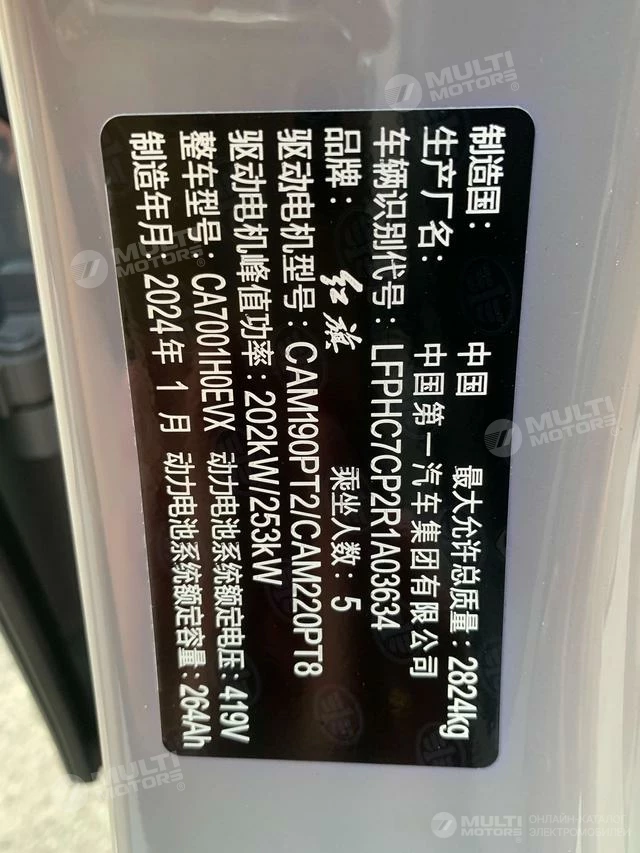 制造国: 中国 最大允许总质量: 2824kg
生产厂名: 中国第一汽车集团有限公司
车辆识别代号: LFPHC7CP2R1A03634
品牌: 红旗 乘坐人数: 5
驱动电机型号: CAM190PT2/CAM220PT8
驱动电机峰值功率: 202kW/253kW
整车型号: CA7001H0EVX 动力电池系统额定电压: 419V
制造年月: 2024年1月 动力电池系统额定容量: 264Ah
MULTI
MOTORS®
MULTI
MOTORS®
MULTI
MOTORS®
MULTI
MOTORS®
MULTI
MOTORS®
ОНЛАЙН-КАТАЛОГ
ЭЛЕКТРОМОБИЛЕЙ